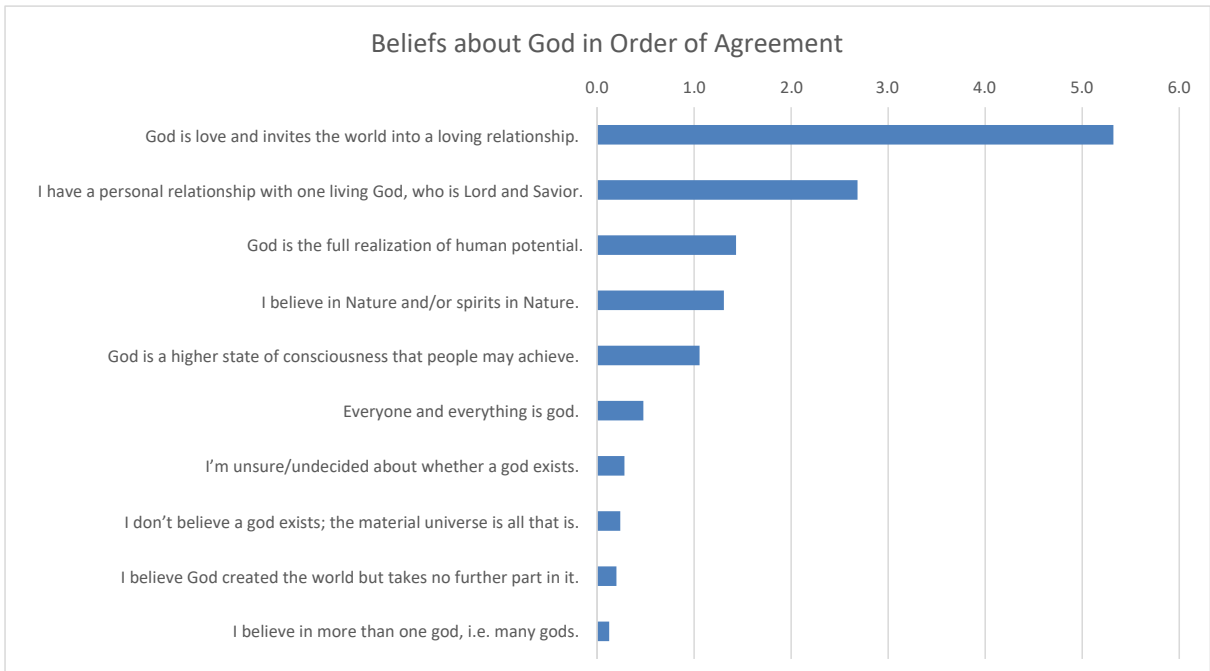 Beliefs about God in Order of Agreement
0.0 1.0 2.0 3.0 4.0 5.0 6.0
God is love and invites the world into a loving relationship.
I have a personal relationship with one living God, who is Lord and Savior.
God is the full realization of human potential.
I believe in Nature and/or spirits in Nature.
God is a higher state of consciousness that people may achieve.
Everyone and everything is god.
I’m unsure/undecided about whether a god exists.
I don’t believe a god exists; the material universe is all that is.
I believe God created the world but takes no further part in it.
I believe in more than one god, i.e. many gods.